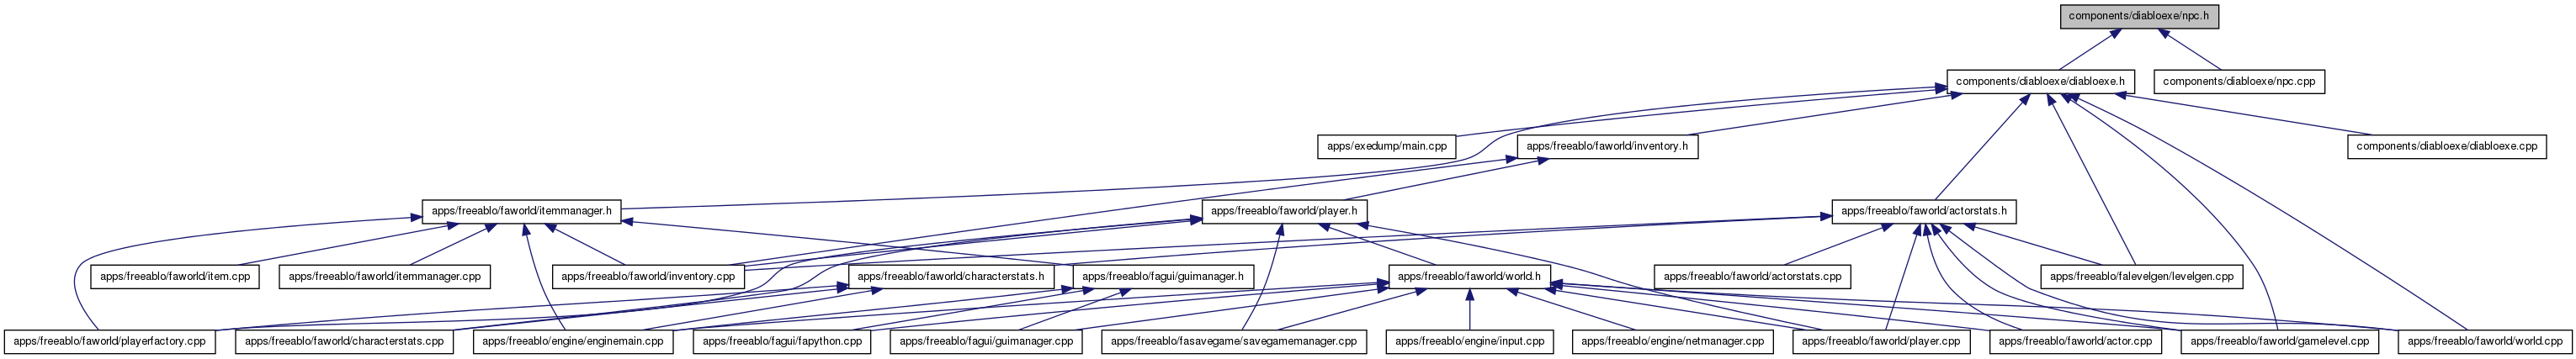 components/diabloexe/npc.h
components/diabloexe/diabloexe.h
components/diabloexe/npc.cpp
apps/exedump/main.cpp
apps/freeablo/faworld/inventory.h
components/diabloexe/diabloexe.cpp
apps/freeablo/faworld/itemmanager.h
apps/freeablo/faworld/player.h
apps/freeablo/faworld/actorstats.h
apps/freeablo/faworld/item.cpp
apps/freeablo/faworld/itemmanager.cpp
apps/freeablo/faworld/inventory.cpp
apps/freeablo/faworld/characterstats.h
apps/freeablo/fagui/guimanager.h
apps/freeablo/faworld/world.h
apps/freeablo/faworld/actorstats.cpp
apps/freeablo/falevelgen/levelgen.cpp
apps/freeablo/faworld/playerfactory.cpp
apps/freeablo/faworld/characterstats.cpp
apps/freeablo/engine/enginemain.cpp
apps/freeablo/fagui/fapython.cpp
apps/freeablo/fagui/guimanager.cpp
apps/freeablo/fasavegame/savegamemanager.cpp
apps/freeablo/engine/input.cpp
apps/freeablo/engine/netmanager.cpp
apps/freeablo/faworld/player.cpp
apps/freeablo/faworld/actor.cpp
apps/freeablo/faworld/gamelevel.cpp
apps/freeablo/faworld/world.cpp